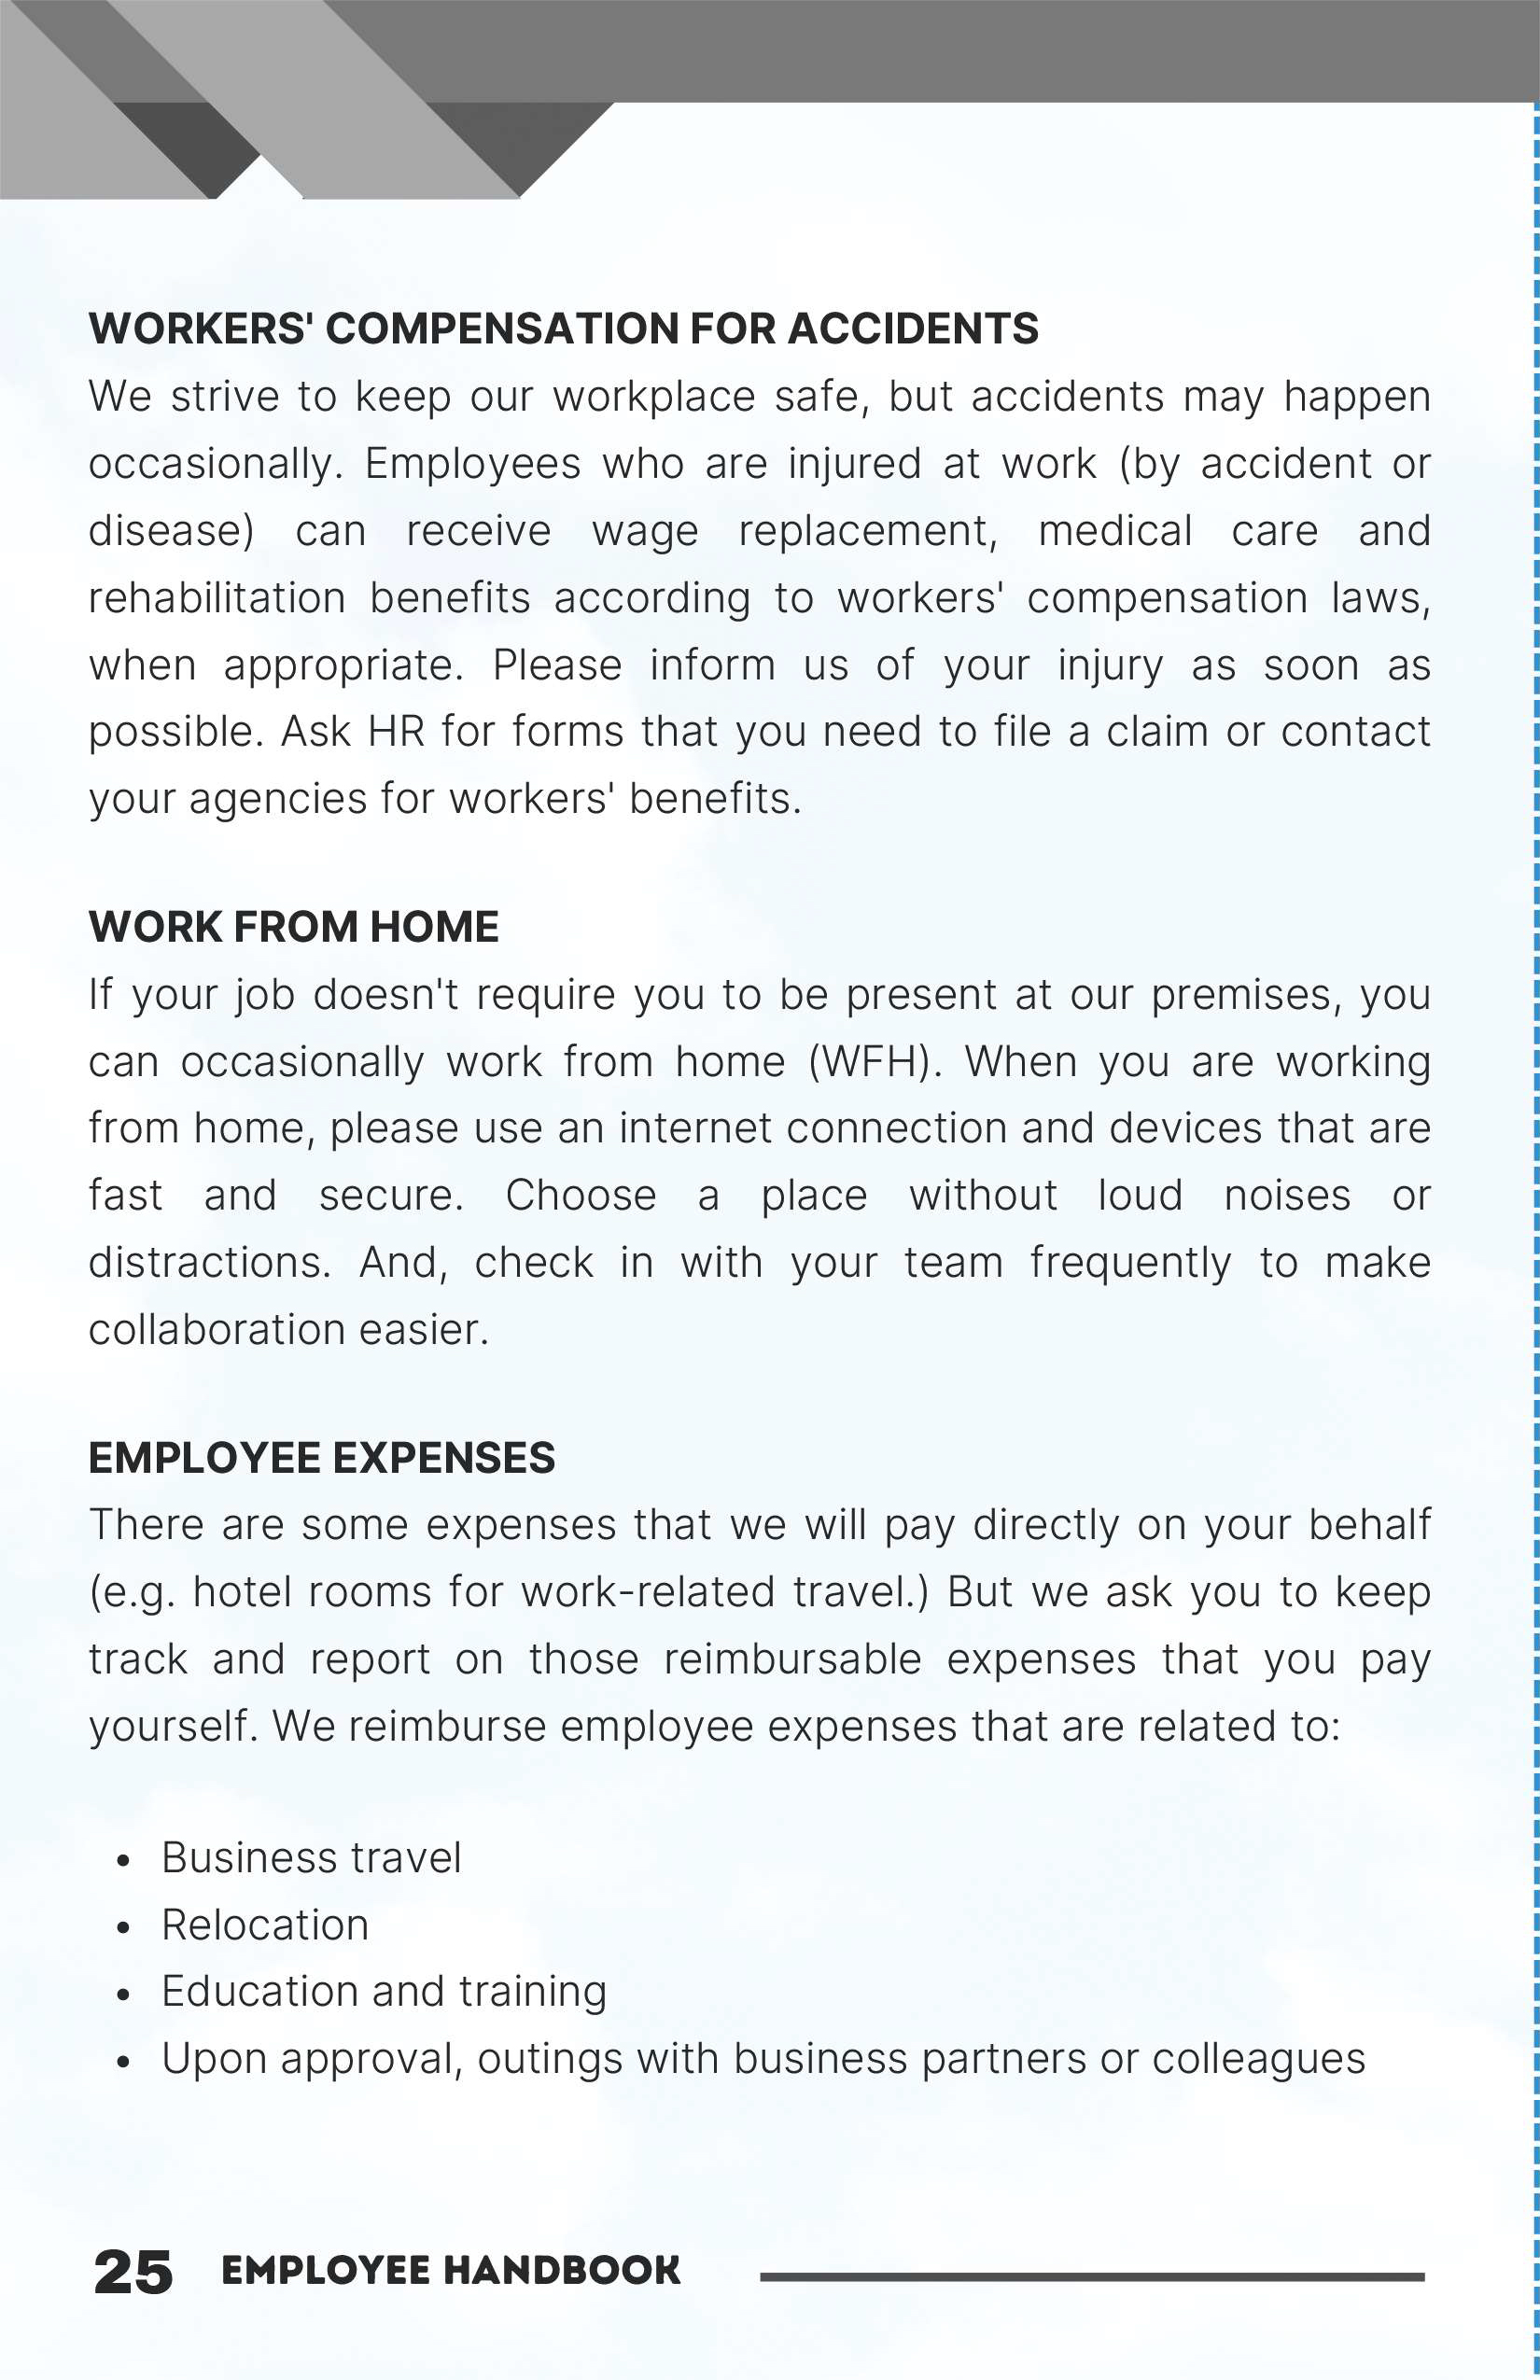 WORKERS' COMPENSATION FOR ACCIDENTS
We strive to keep our workplace safe, but accidents may happen
occasionally. Employees who are injured at work (by accident or
disease) can receive wage replacement, medical care and
rehabilitation benefits according to workers' compensation laws,
when appropriate. Please inform us of your injury as soon as
possible. Ask HR for forms that you need to file a claim or contact
your agencies for workers' benefits.
WORK FROM HOME
If your job doesn't require you to be present at our premises, you
can occasionally work from home (WFH). When you are working
from home, please use an internet connection and devices that are
fast and secure. Choose a place without loud noises or
distractions. And, check in with your team frequently to make
collaboration easier.
EMPLOYEE EXPENSES
There are some expenses that we will pay directly on your behalf
(e.g. hotel rooms for work-related travel.) But we ask you to keep
track and report on those reimbursable expenses that you pay
yourself. We reimburse employee expenses that are related to:
• Business travel
• Relocation
• Education and training
• Upon approval, outings with business partners or colleagues
25 EMPLOYEE HANDBOOK